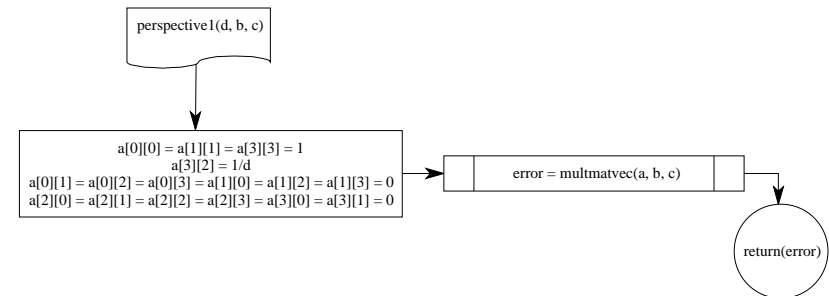 perspective1(d, b, c)
a[0][0] = a[1][1] = a[3][3] = 1
a[3][2] = 1/d
a[0][1] = a[0][2] = a[0][3] = a[1][0] = a[1][2] = a[1][3] = 0
a[2][0] = a[2][1] = a[2][2] = a[2][3] = a[3][0] = a[3][1] = 0
error = multmatvec(a, b, c)
return(error)